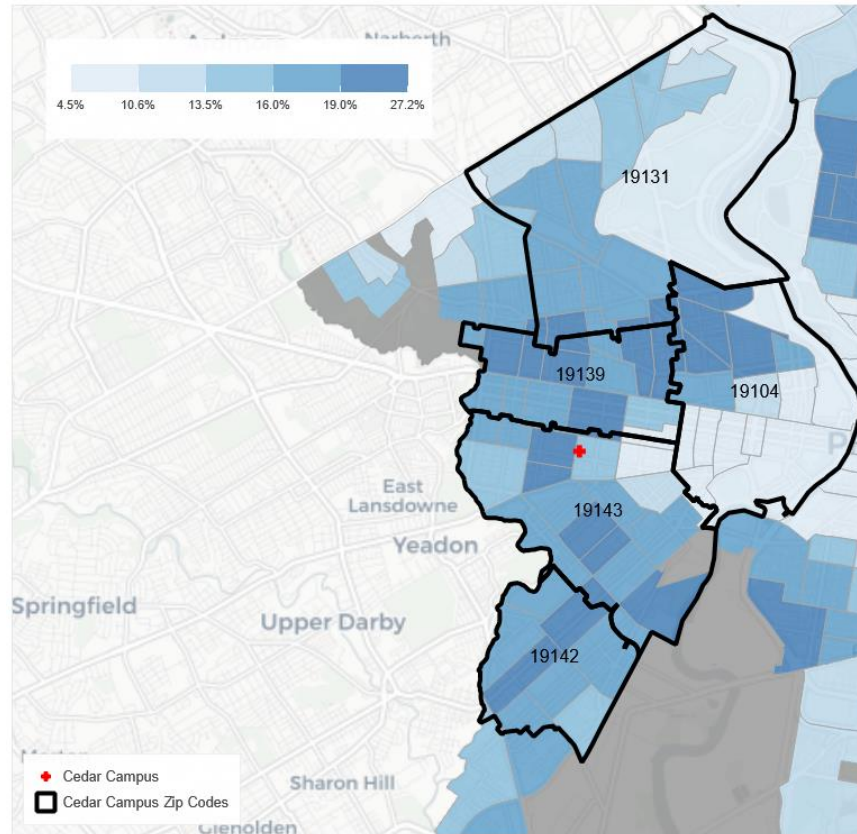 Narberth
4.5% 10.6% 13.5% 16.0% 19.0% 27.2%
19131
19139
19104
East
Lansdowne
19143
Yeadon
Springfield
Upper Darby
19142
Cedar Campus
Sharon Hill
Cedar Campus Zip Codes
Glenolden